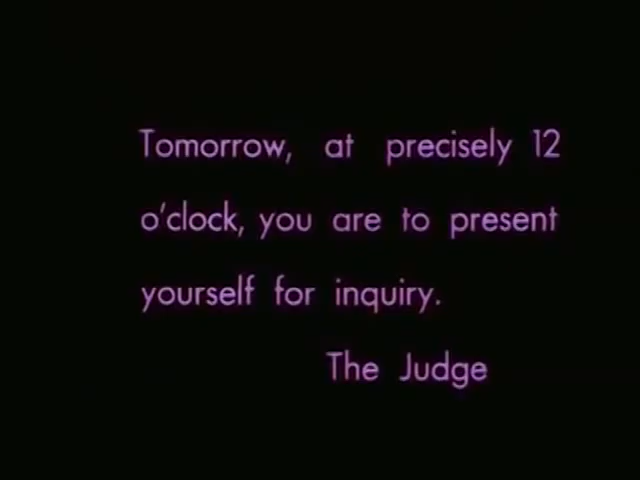 Tomorrow, at precisely 12
o'clock, you are to present
yourself for inquiry.
The Judge